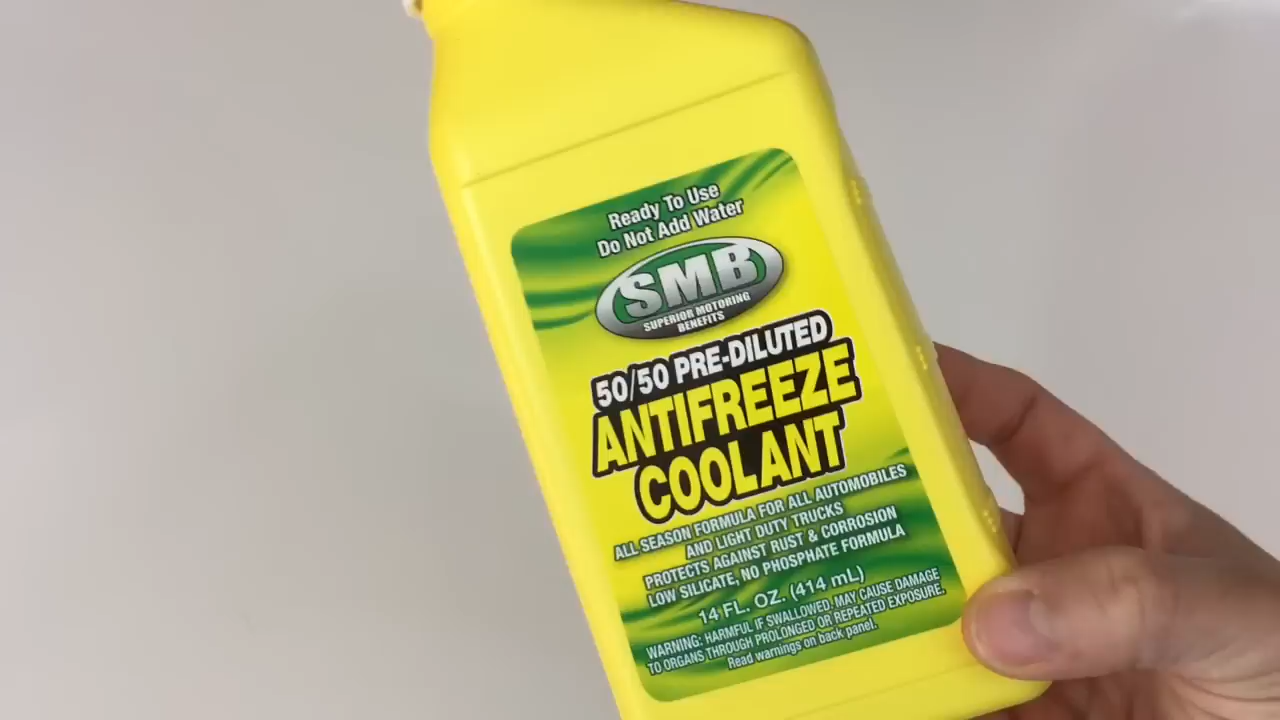 Ready To Use
Do Not Add Water
SMB
SUPERIOR MOTORING
BENEFITS
50/50 PRE-DILUTED
ANTIFREEZE
COOLANT
ALL SEASON FORMULA FOR ALL AUTOMOBILES
AND LIGHT DUTY TRUCKS
PROTECTS AGAINST RUST & CORROSION
LOW SILICATE, NO PHOSPHATE FORMULA
14 FL. OZ. (414 mL)
WARNING: HARMFUL IF SWALLOWED, MAY CAUSE DAMAGE
TO ORGANS THROUGH PROLONGED OR REPEATED EXPOSURE.
Read warnings on back panel.